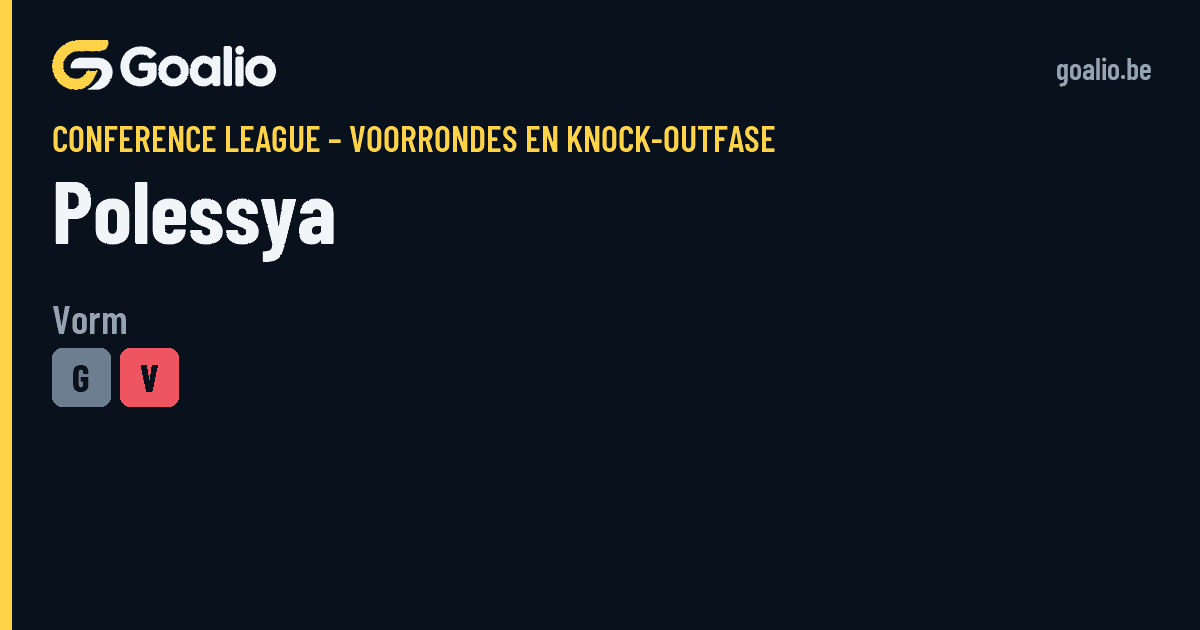 Goalio
goalio.be
CONFERENCE LEAGUE – VOORRONDES EN KNOCK-OUTFASE
Polessya
Vorm
G V